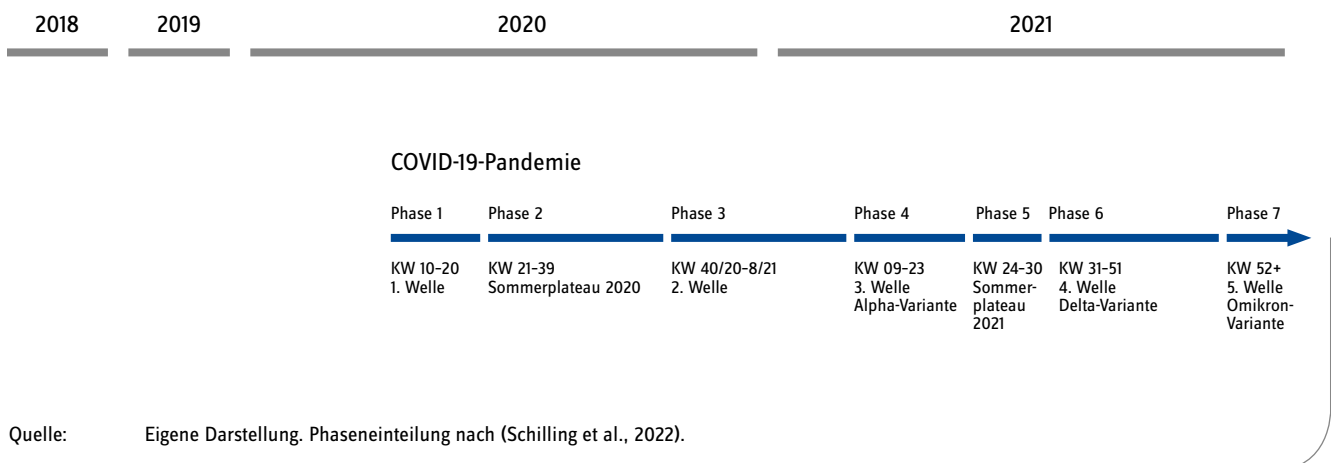 2018 2019 2020 2021
COVID-19-Pandemie
Phase 1 Phase 2 Phase 3 Phase 4 Phase 5 Phase 6 Phase 7
KW 10–20 KW 21–39 KW 40/20–8/21 KW 09–23 KW 24–30 KW 31–51 KW 52+
1. Welle Sommerplateau 2020 2. Welle 3. Welle Sommer- 4. Welle 5. Welle
Alpha-Variante plateau Delta-Variante Omikron-
2021 Variante
Quelle: Eigene Darstellung. Phaseneinteilung nach (Schilling et al., 2022).